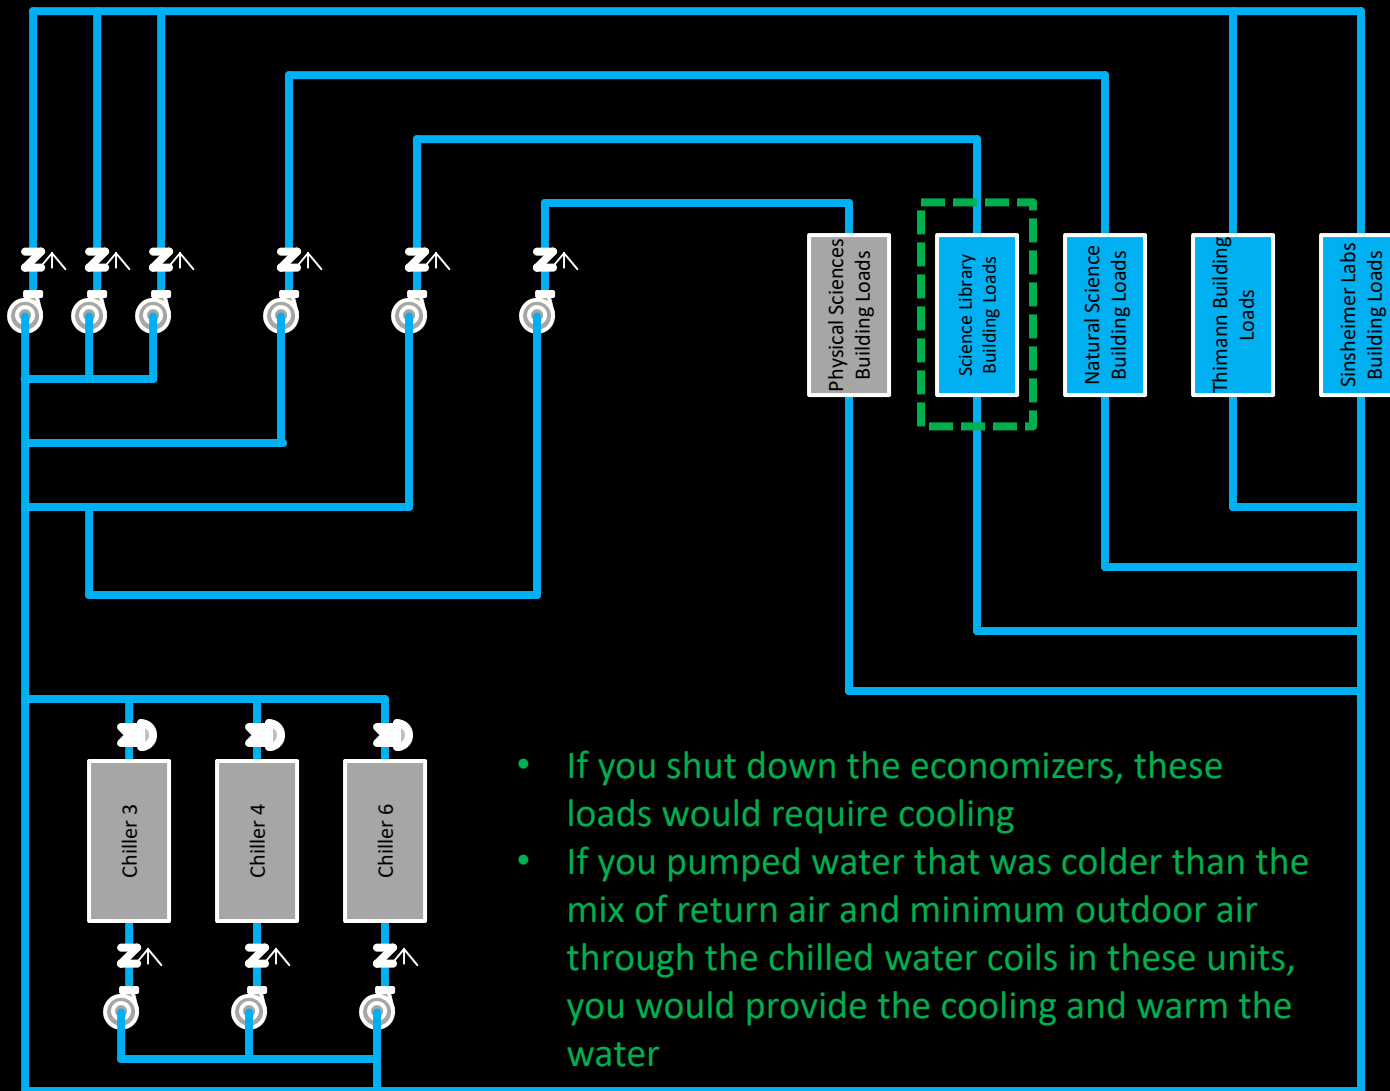 Physical Sciences
Building Loads
Science Library
Building Loads
Natural Science
Building Loads
Thimann Building
Loads
Sinsheimer Labs
Building Loads
Chiller 3
Chiller 4
Chiller 6
• If you shut down the economizers, these
loads would require cooling
• If you pumped water that was colder than the
mix of return air and minimum outdoor air
through the chilled water coils in these units,
you would provide the cooling and warm the
water